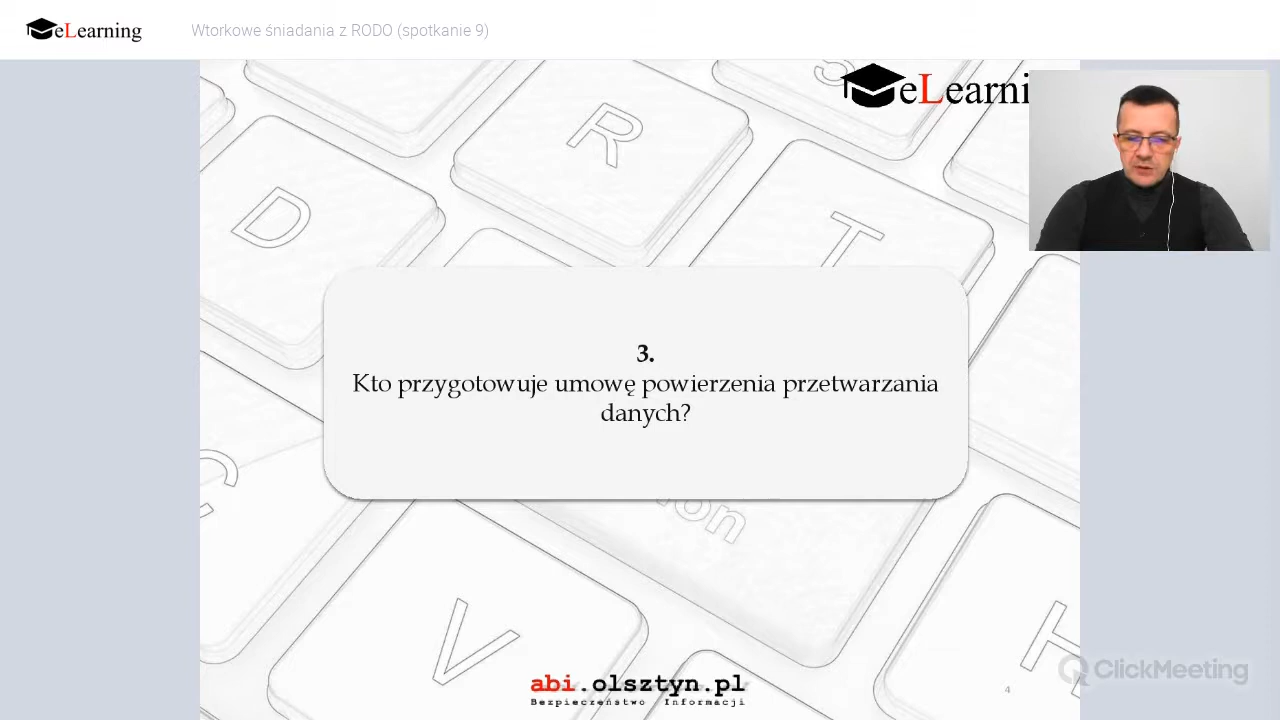 eLearning
Wtorkowe śniadania z RODO (spotkanie 9)
eLearni
R
D
T
3.
Kto przygotowuje umowę powierzenia przetwarzania
danych?
C
V
H
abi.olsztyn.pl
Bezpieczeństwo Informacji
4
ClickMeeting